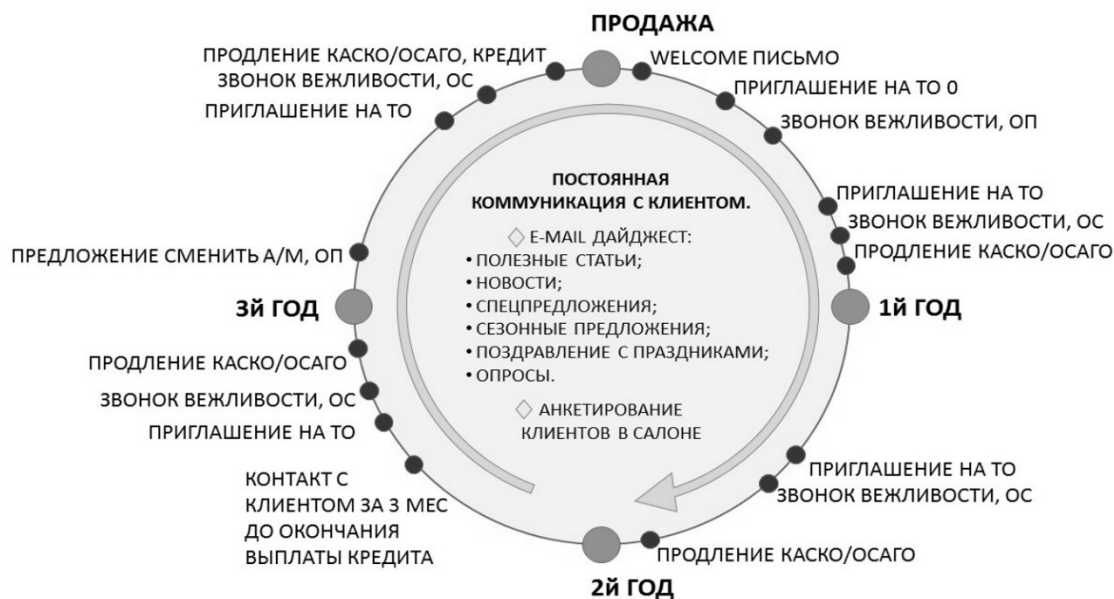 ПРОДАЖА
WELCOME ПИСЬМО
ПРИГЛАШЕНИЕ НА ТО 0
ЗВОНОК ВЕЖЛИВОСТИ, ОП
ПРИГЛАШЕНИЕ НА ТО
ЗВОНОК ВЕЖЛИВОСТИ, ОС
ПРОДЛЕНИЕ КАСКО/ОСАГО
1й ГОД
ПРИГЛАШЕНИЕ НА ТО
ЗВОНОК ВЕЖЛИВОСТИ, ОС
ПРОДЛЕНИЕ КАСКО/ОСАГО
2й ГОД
КОНТАКТ С
КЛИЕНТОМ ЗА 3 МЕС
ДО ОКОНЧАНИЯ
ВЫПЛАТЫ КРЕДИТА
ПРИГЛАШЕНИЕ НА ТО
ЗВОНОК ВЕЖЛИВОСТИ, ОС
ПРОДЛЕНИЕ КАСКО/ОСАГО
3й ГОД
ПРЕДЛОЖЕНИЕ СМЕНИТЬ А/М, ОП
ПРИГЛАШЕНИЕ НА ТО
ЗВОНОК ВЕЖЛИВОСТИ, ОС
ПРОДЛЕНИЕ КАСКО/ОСАГО, КРЕДИТ
ПОСТОЯННАЯ
КОММУНИКАЦИЯ С КЛИЕНТОМ.
E-MAIL ДАЙДЖЕСТ:
• ПОЛЕЗНЫЕ СТАТЬИ;
• НОВОСТИ;
• СПЕЦПРЕДЛОЖЕНИЯ;
• СЕЗОННЫЕ ПРЕДЛОЖЕНИЯ;
• ПОЗДРАВЛЕНИЕ С ПРАЗДНИКАМИ;
• ОПРОСЫ.
АНКЕТИРОВАНИЕ
КЛИЕНТОВ В САЛОНЕ